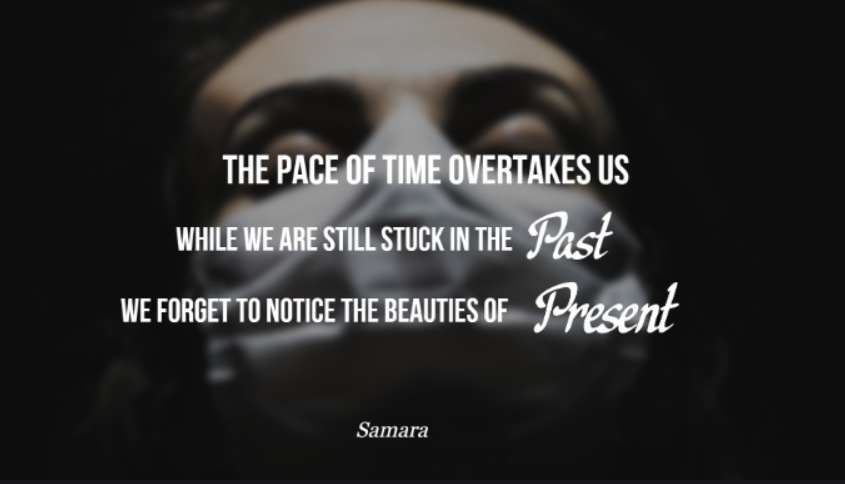 THE PACE OF TIME OVERTAKES US
WHILE WE ARE STILL STUCK IN THE Past
WE FORGET TO NOTICE THE BEAUTIES OF Present
Samara